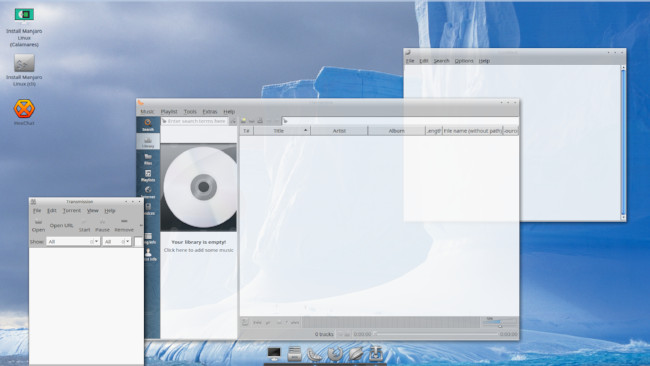 Install Manjaro
Linux
(Calamares)
Install Manjaro
Linux (cli)
HexChat
File Edit Search Options Help
Music Playlist Tools Extras Help
Search
Enter search terms here
Library
Title Artist Album File name (without path)
Files
Playlists
Internet
Devices
Your library is empty!
Click here to add some music
0 tracks
Transmission
File Edit Torrent View Help
Open Open URL Start Pause Remove
Show: All All